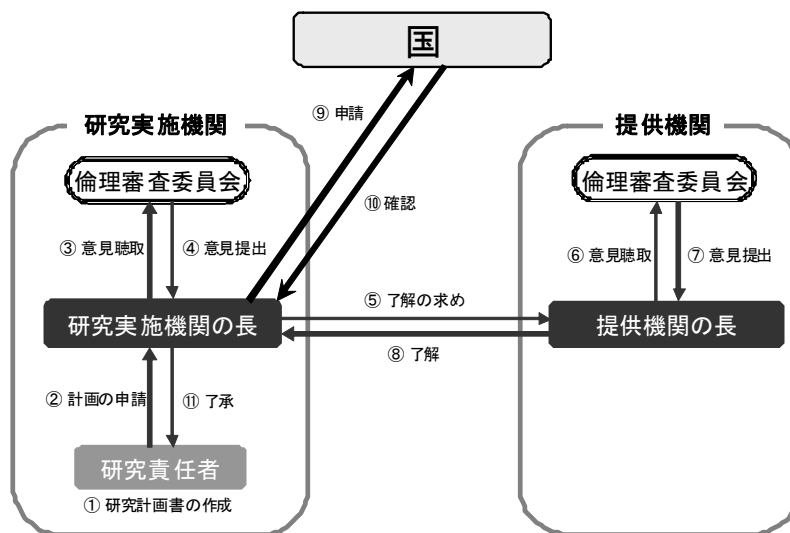 国
⑨ 申請
研究実施機関
提供機関
倫理審査委員会
倫理審査委員会
⑩ 確認
③ 意見聴取
④ 意見提出
⑥ 意見聴取
⑦ 意見提出
⑤ 了解の求め
研究実施機関の長
提供機関の長
⑧ 了解
② 計画の申請
⑪ 了承
研究責任者
① 研究計画書の作成